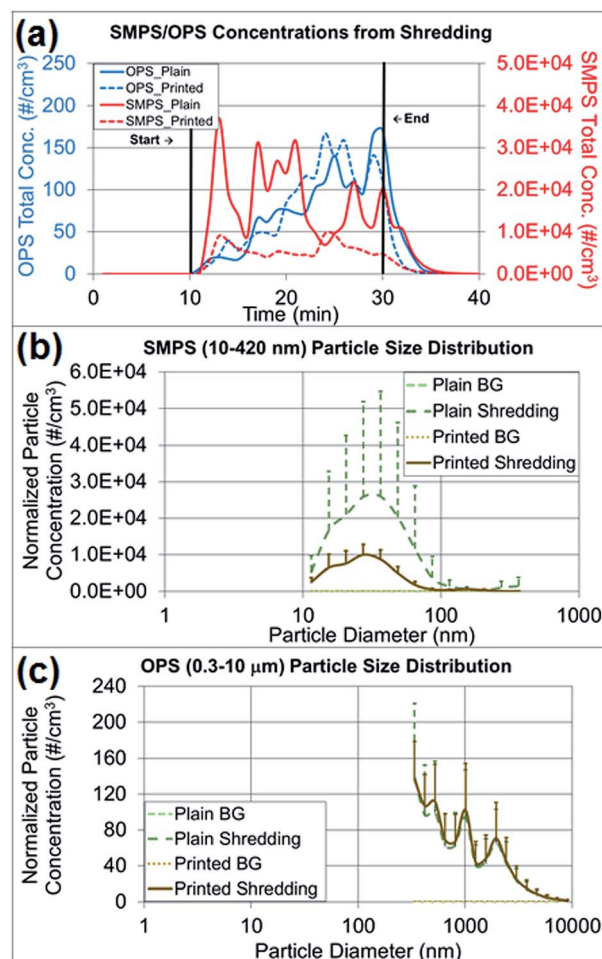 (a)
SMPS/OPS Concentrations from Shredding
OPS Total Conc. (#/cm³)
250
200
150
100
50
0
OPS_Plain
OPS_Printed
SMPS_Plain
SMPS_Printed
Start →
←End
5.0E+04
4.0E+04
3.0E+04
2.0E+04
1.0E+04
0.0E+00
SMPS Total Conc. (#/cm³)
0 10 20 30 40
Time (min)
(b)
SMPS (10-420 nm) Particle Size Distribution
Normalized Particle
Concentration (#/cm³)
6.0E+04
5.0E+04
4.0E+04
3.0E+04
2.0E+04
1.0E+04
0.0E+00
Plain BG
Plain Shredding
Printed BG
Printed Shredding
1 10 100 1000
Particle Diameter (nm)
(c)
OPS (0.3-10 μm) Particle Size Distribution
Normalized Particle
Concentration (#/cm³)
240
200
160
120
80
40
0
Plain BG
Plain Shredding
Printed BG
Printed Shredding
1 10 100 1000 10000
Particle Diameter (nm)